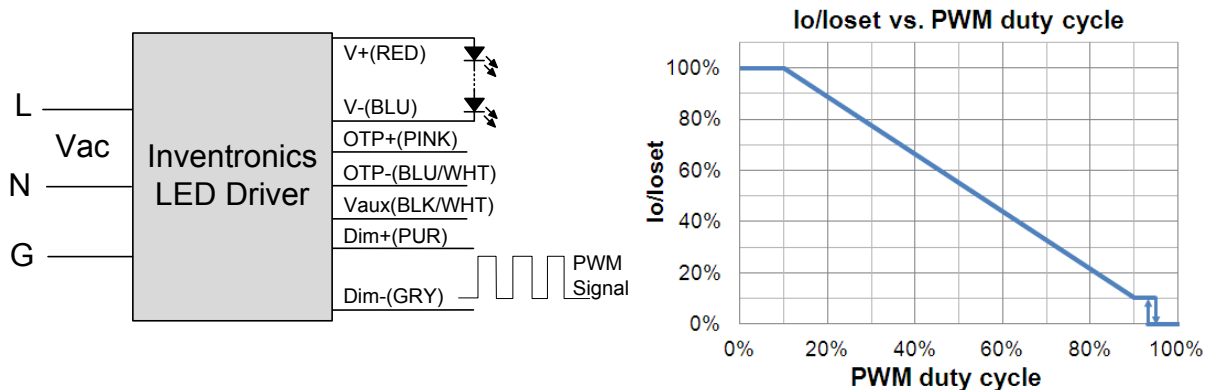 L
Vac
N
G
Inventronics
LED Driver
V+(RED)
V-(BLU)
OTP+(PINK)
OTP-(BLU/WHT)
Vaux(BLK/WHT)
Dim+(PUR)
Dim-(GRY)
PWM
Signal
Io/Ioset vs. PWM duty cycle
Io/Ioset
100%
80%
60%
40%
20%
0%
0% 20% 40% 60% 80% 100%
PWM duty cycle